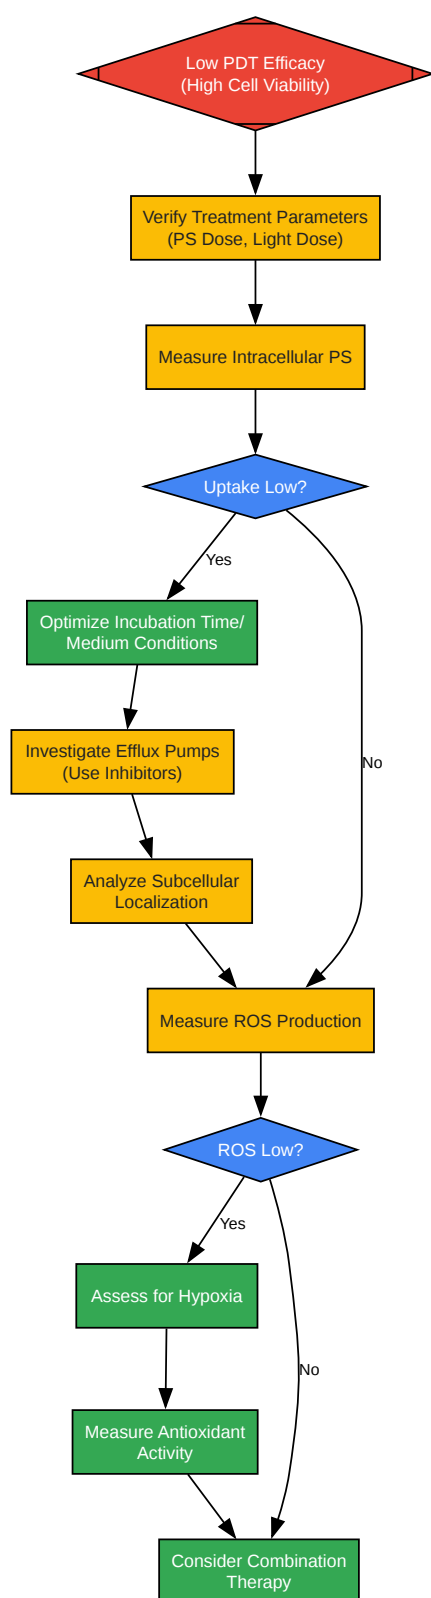 Low PDT Efficacy
(High Cell Viability)
Verify Treatment Parameters
(PS Dose, Light Dose)
Measure Intracellular PS
Uptake Low?
Yes
Optimize Incubation Time/
Medium Conditions
Investigate Efflux Pumps
(Use Inhibitors)
No
Analyze Subcellular
Localization
Measure ROS Production
ROS Low?
Yes
Assess for Hypoxia
No
Measure Antioxidant
Activity
Consider Combination
Therapy